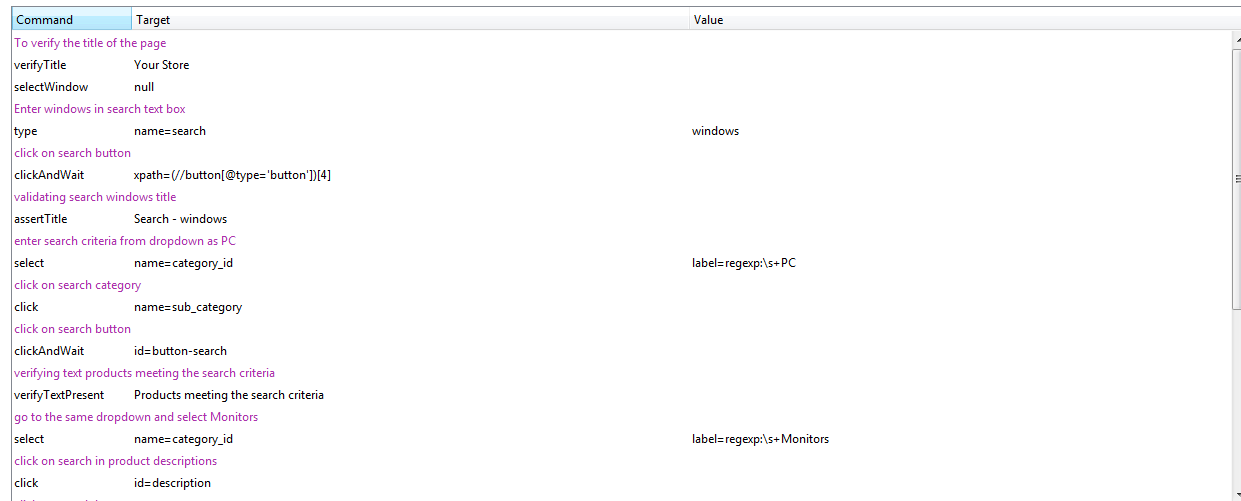 Command Target Value
To verify the title of the page
verifyTitle Your Store
selectWindow null
Enter windows in search text box
type name=search windows
click on search button
clickAndWait xpath=(//button[@type='button'])[4]
validating search windows title
assertTitle Search - windows
enter search criteria from dropdown as PC
select name=category_id label=regexp:\s+PC
click on search category
click name=sub_category
click on search button
clickAndWait id=button-search
verifying text products meeting the search criteria
verifyTextPresent Products meeting the search criteria
go to the same dropdown and select Monitors
select name=category_id label=regexp:\s+Monitors
click on search in product descriptions
click id=description